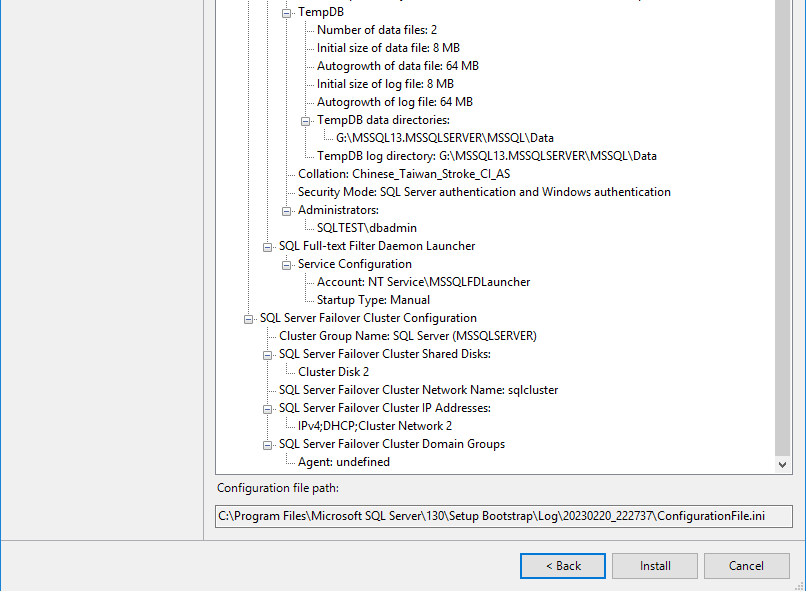 TempDB
Number of data files: 2
Initial size of data file: 8 MB
Autogrowth of data file: 64 MB
Initial size of log file: 8 MB
Autogrowth of log file: 64 MB
TempDB data directories:
G:\MSSQL13.MSSQLSERVER\MSSQL\Data
TempDB log directory: G:\MSSQL13.MSSQLSERVER\MSSQL\Data
Collation: Chinese_Taiwan_Stroke_CI_AS
Security Mode: SQL Server authentication and Windows authentication
Administrators:
SQLTEST\dbadmin
SQL Full-text Filter Daemon Launcher
Service Configuration
Account: NT Service\MSSQLFDLauncher
Startup Type: Manual
SQL Server Failover Cluster Configuration
Cluster Group Name: SQL Server (MSSQLSERVER)
SQL Server Failover Cluster Shared Disks:
Cluster Disk 2
SQL Server Failover Cluster Network Name: sqlcluster
SQL Server Failover Cluster IP Addresses:
IPv4;DHCP;Cluster Network 2
SQL Server Failover Cluster Domain Groups
Agent: undefined
Configuration file path:
C:\Program Files\Microsoft SQL Server\130\Setup Bootstrap\Log\20230220_222737\ConfigurationFile.ini
< Back Install Cancel